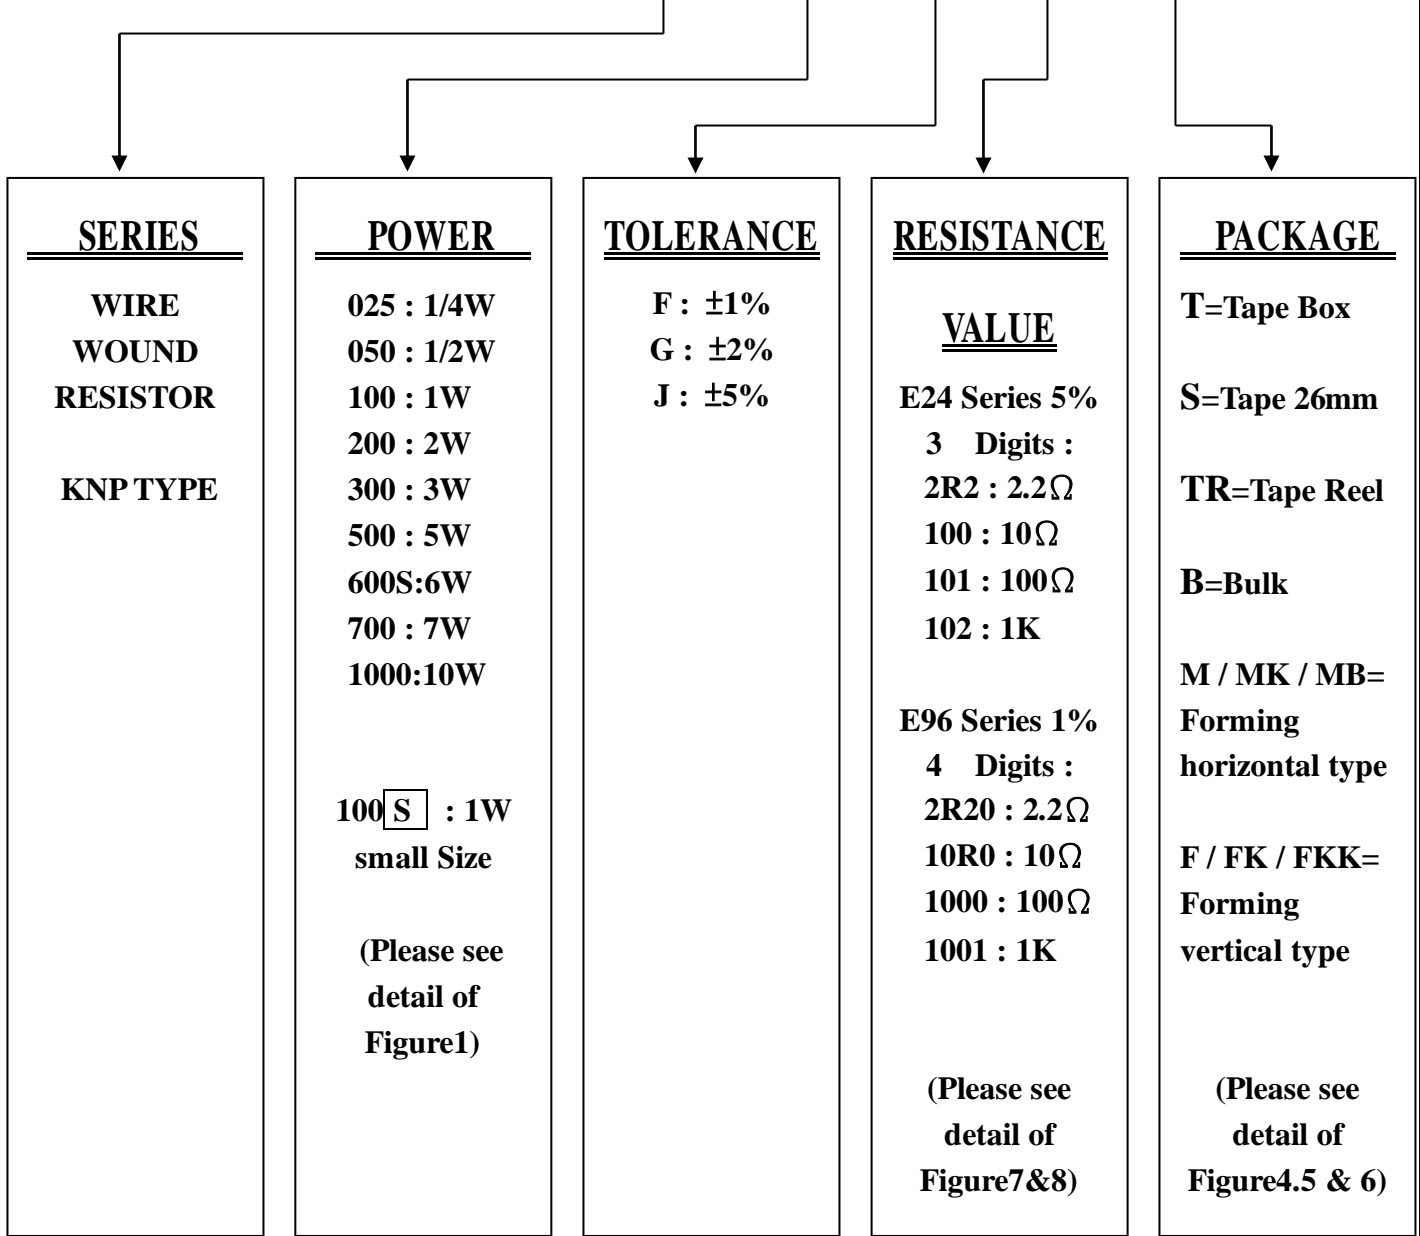 SERIES
WIRE
WOUND
RESISTOR
KNP TYPE
POWER
025 : 1/4W
050 : 1/2W
100 : 1W
200 : 2W
300 : 3W
500 : 5W
600S:6W
700 : 7W
1000:10W
100 S : 1W
small Size
(Please see
detail of
Figure1)
TOLERANCE
F : ±1%
G : ±2%
J : ±5%
RESISTANCE
VALUE
E24 Series 5%
3 Digits :
2R2 : 2.2Ω
100 : 10Ω
101 : 100Ω
102 : 1K
E96 Series 1%
4 Digits :
2R20 : 2.2Ω
10R0 : 10Ω
1000 : 100Ω
1001 : 1K
(Please see
detail of
Figure7&8)
PACKAGE
T=Tape Box
S=Tape 26mm
TR=Tape Reel
B=Bulk
M / MK / MB=
Forming
horizontal type
F / FK / FKK=
Forming
vertical type
(Please see
detail of
Figure4.5 & 6)